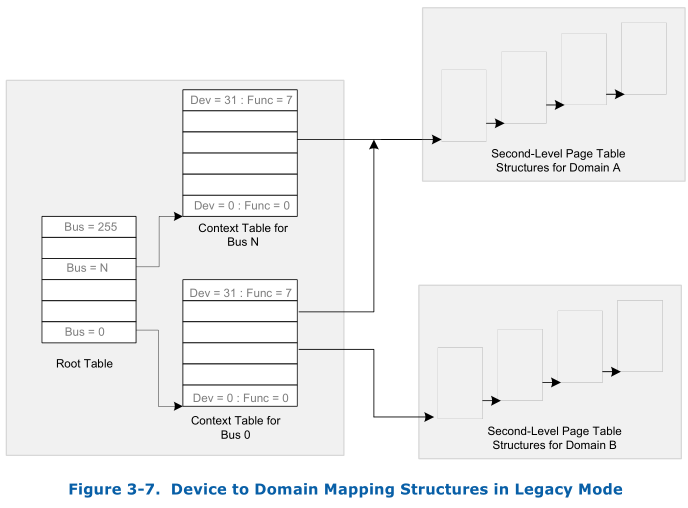 Dev = 31 : Func = 7
Dev = 0 : Func = 0
Context Table for
Bus N
Bus = 255
Bus = N
Bus = 0
Root Table
Dev = 31 : Func = 7
Dev = 0 : Func = 0
Context Table for
Bus 0
Second-Level Page Table
Structures for Domain A
Second-Level Page Table
Structures for Domain B
Figure 3-7.  Device to Domain Mapping Structures in Legacy Mode